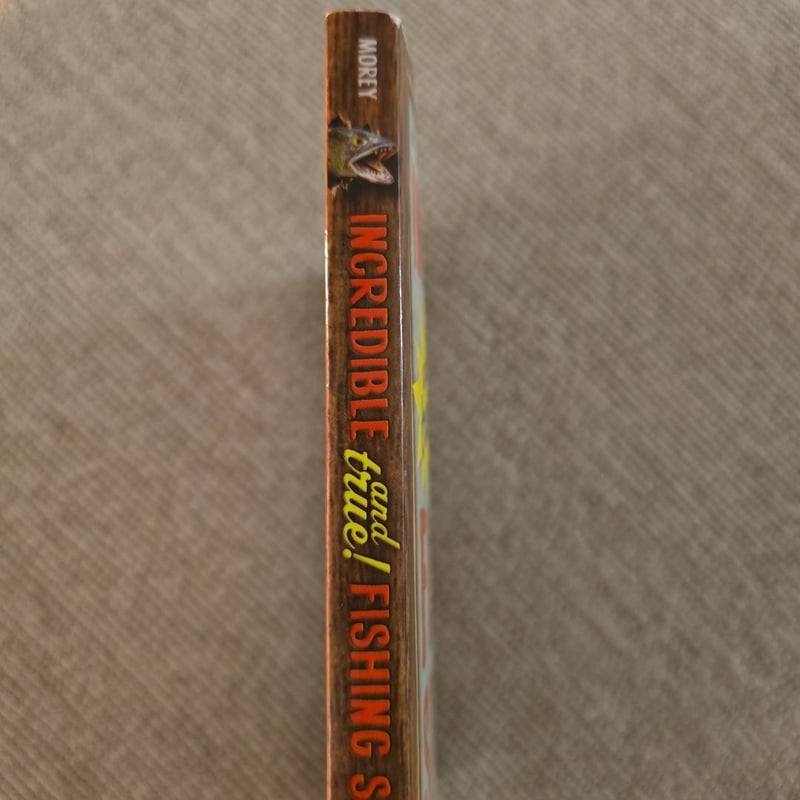 MOREY
INCREDIBLE
and
true!
FISHING S